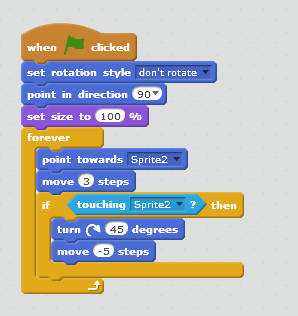 when clicked
set rotation style don't rotate
point in direction 90
set size to 100 %
forever
point towards Sprite2
move 3 steps
if touching Sprite2 ? then
turn 45 degrees
move -5 steps